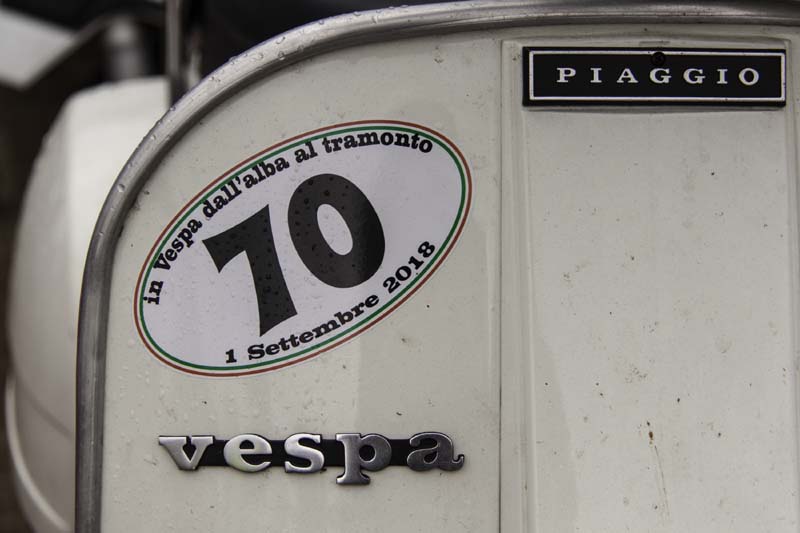 PIAGGIO
in Vespa dall'alba al tramonto
70
1 Settembre 2018
vespa